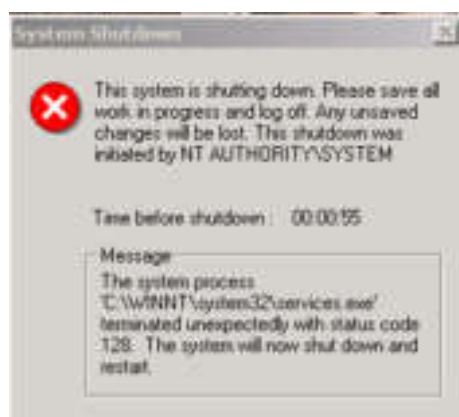 System Shutdown
This system is shutting down. Please save all
work in progress and log off. Any unsaved
changes will be lost. This shutdown was
initiated by NT AUTHORITY\SYSTEM
Time before shutdown : 00:00:55
Message
The system process
'C:\WINNT\system32\services.exe'
terminated unexpectedly with status code
128. The system will now shut down and
restart.